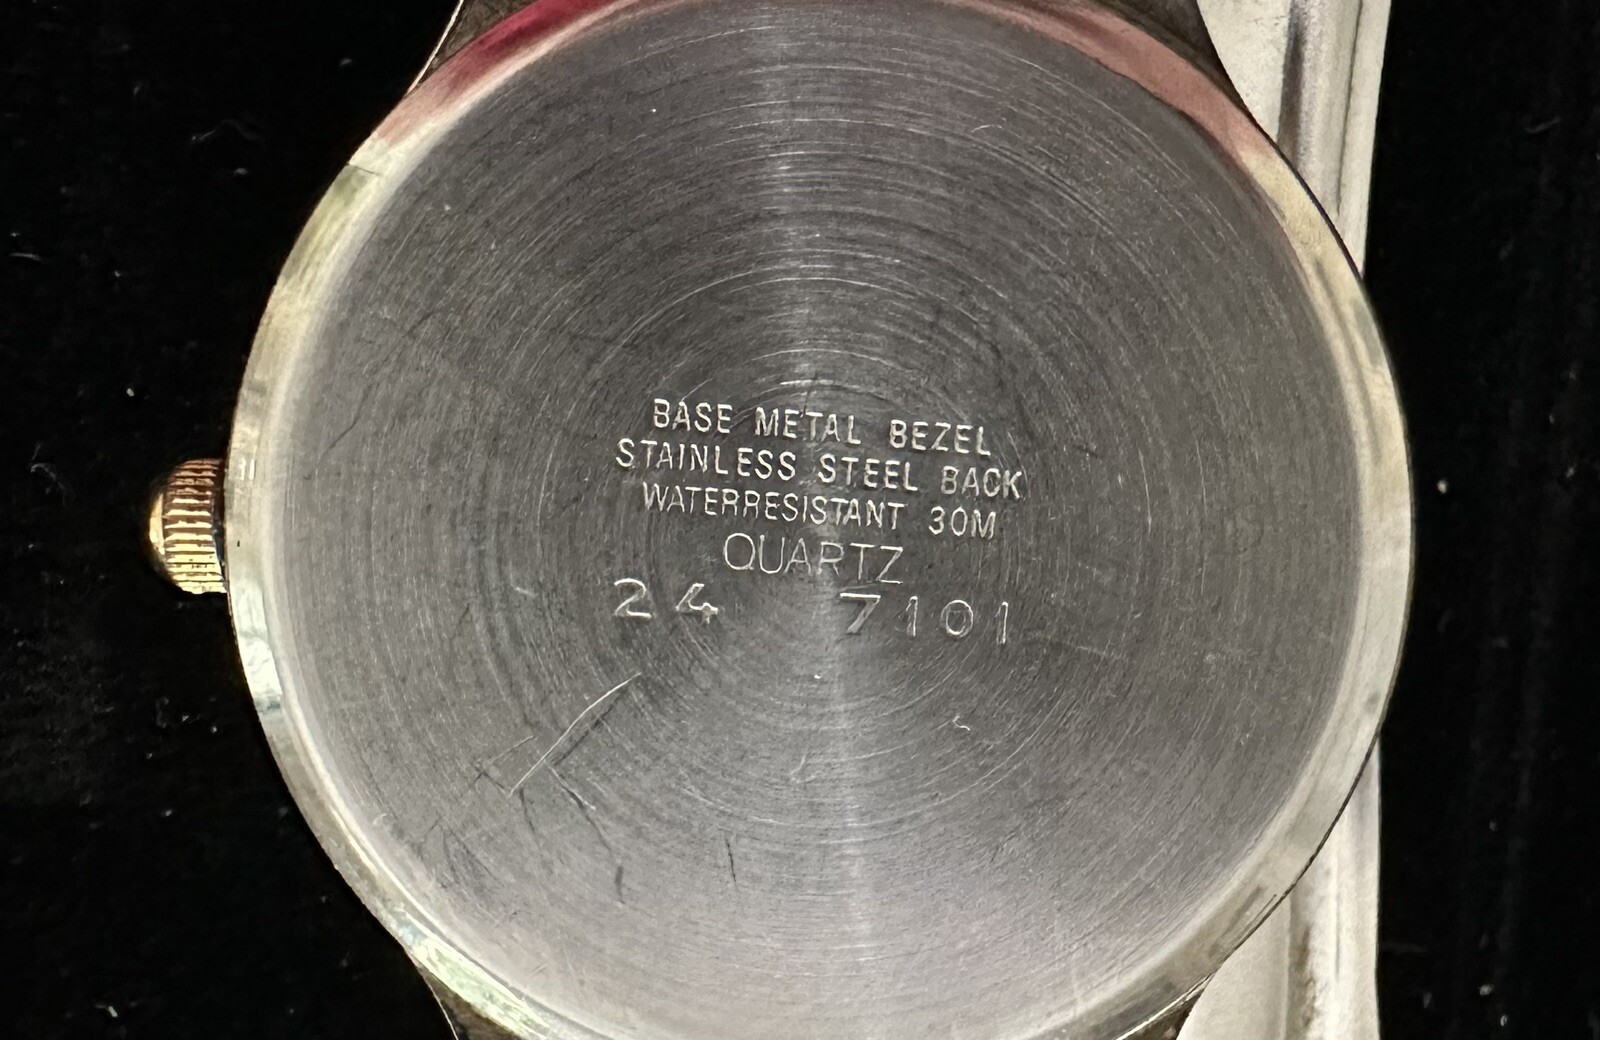 BASE METAL BEZEL
STAINLESS STEEL BACK
WATERRESISTANT 30M
QUARTZ
24 7101